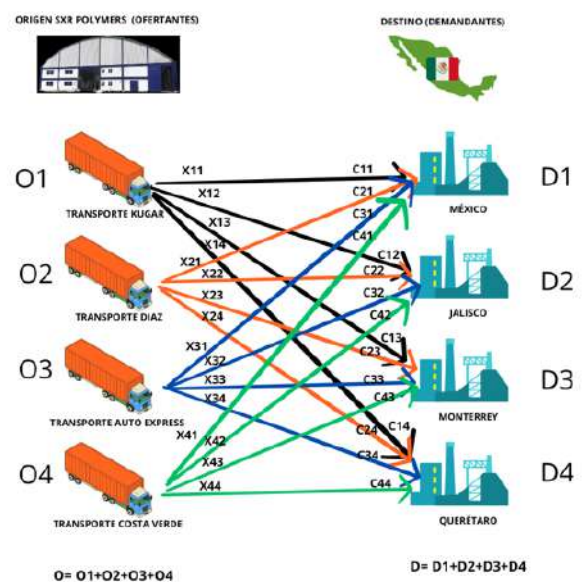 ORIGEN SXR POLYMERS (OFERTANTES)
DESTINO (DEMANDANTES)
O1
TRANSPORTE KUGAR
X11
X12
X13
X14
C11
C21
C31
C41
MÉXICO
D1
O2
TRANSPORTE DIAZ
X21
X22
X23
X24
C12
C22
C32
C42
JALISCO
D2
O3
TRANSPORTE AUTO EXPRESS
X31
X32
X33
X34
C13
C23
C33
C43
MONTERREY
D3
O4
TRANSPORTE COSTA VERDE
X41
X42
X43
X44
C14
C24
C34
C44
QUERÉTARO
D4
O= O1+O2+O3+O4
D= D1+D2+D3+D4